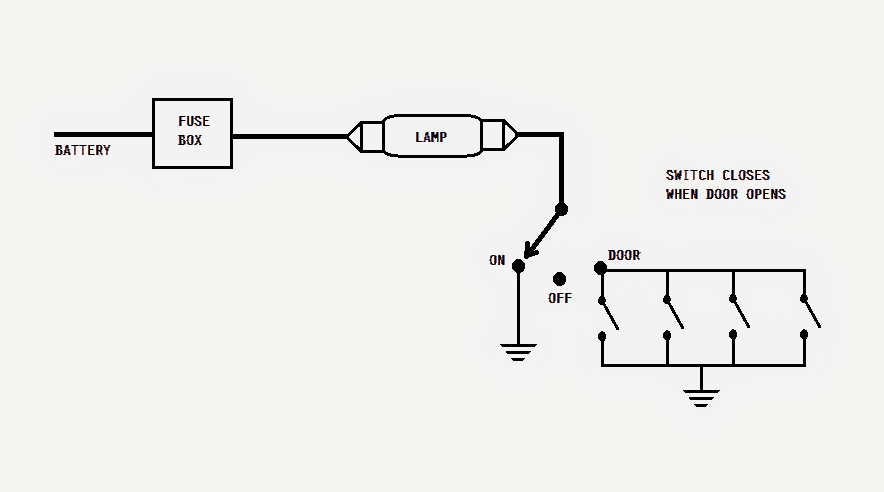 FUSE
BOX
LAMP
BATTERY
SWITCH CLOSES
WHEN DOOR OPENS
DOOR
ON
OFF